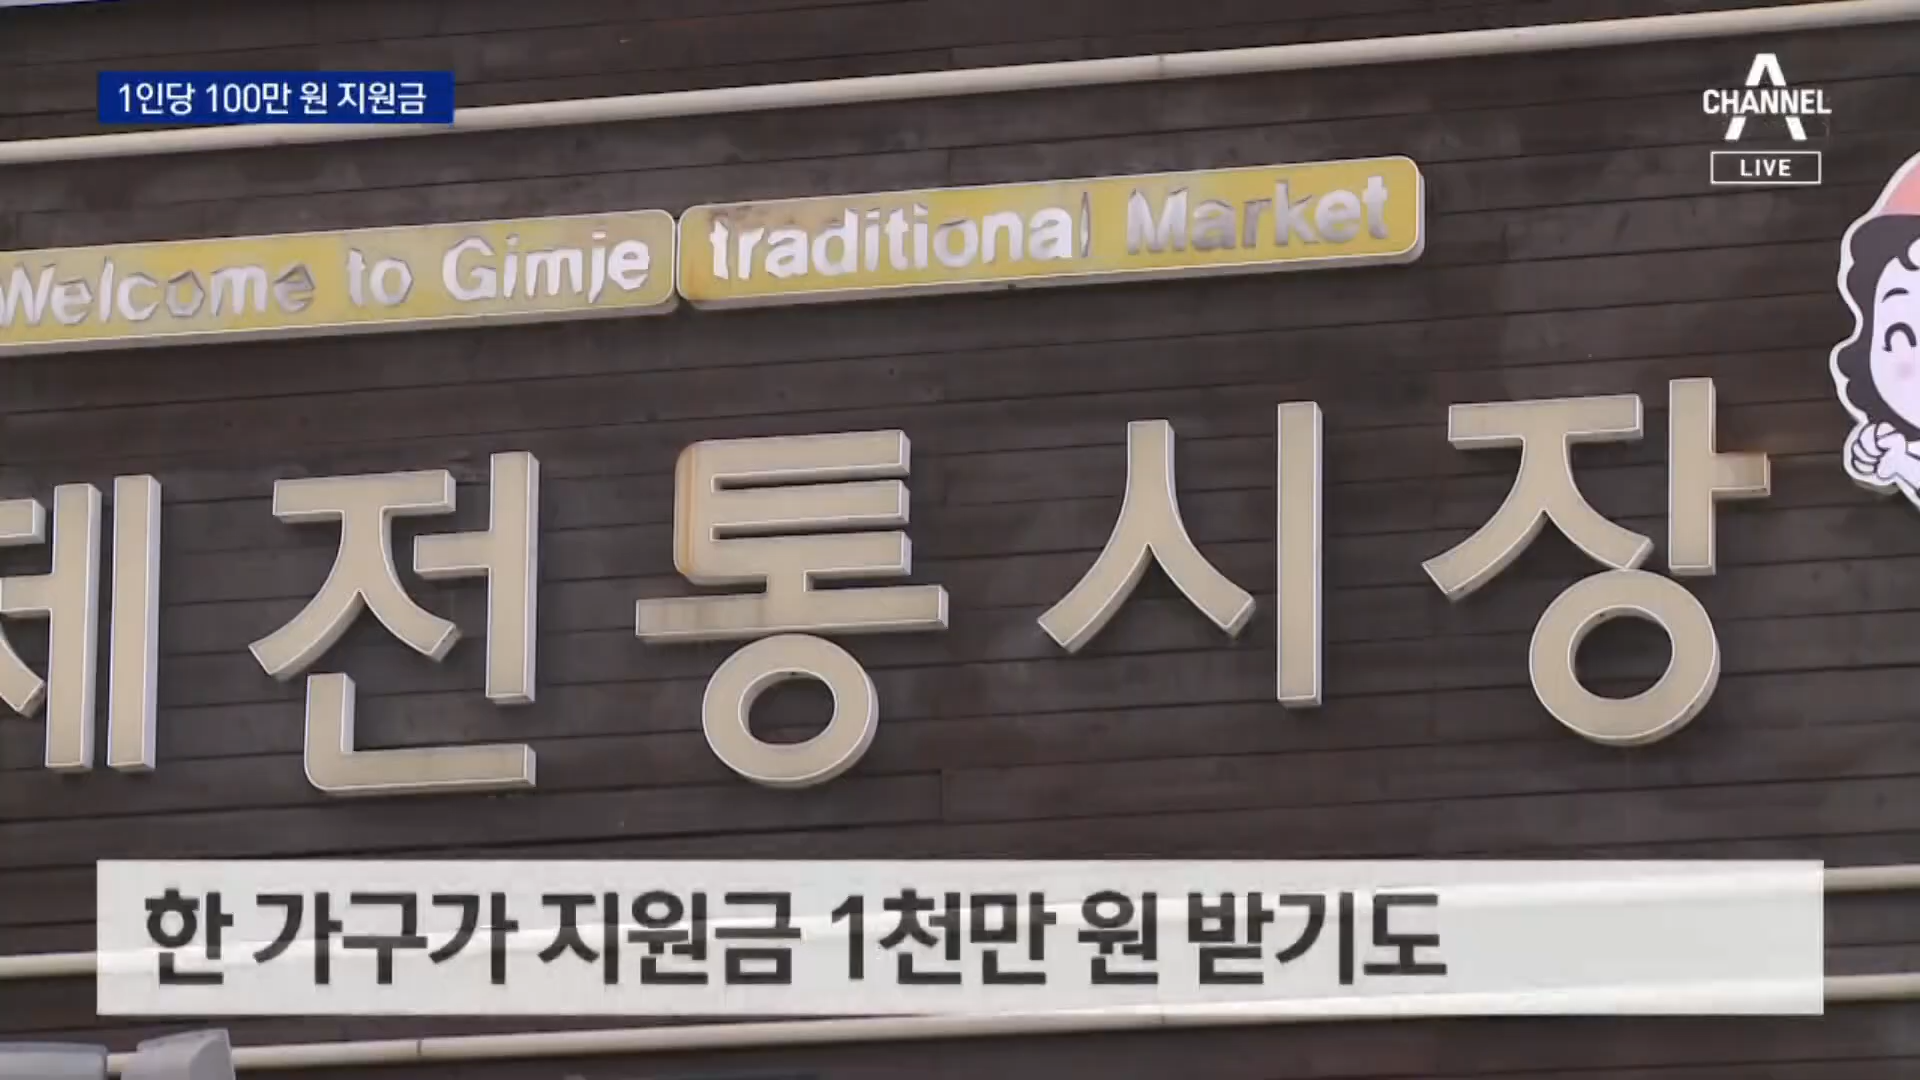 1인당 100만 원 지원금
CHANNEL A
LIVE
Welcome to Gimje traditional Market
제전통시장
한 가구가 지원금 1천만 원 받기도